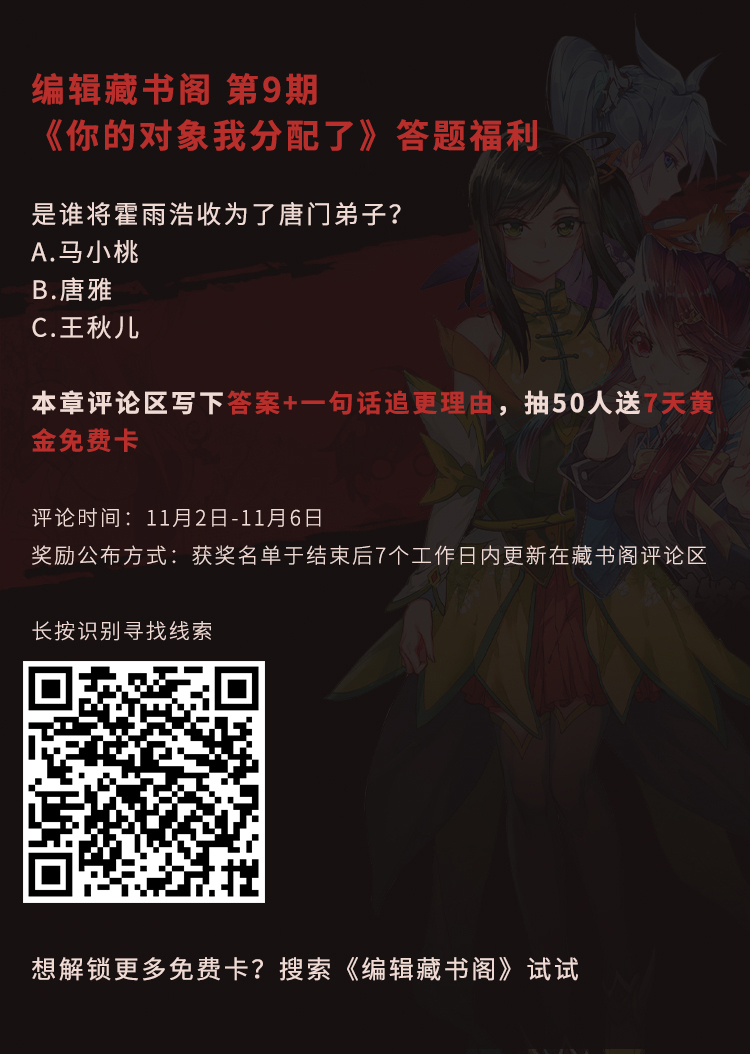 编辑藏书阁 第9期
《你的对象我分配了》答题福利
是谁将霍雨浩收为了唐门弟子？
A.马小桃
B.唐雅
C.王秋儿
本章评论区写下答案+一句话追更理由，抽50人送7天黄
金免费卡
评论时间：11月2日-11月6日
奖励公布方式：获奖名单于结束后7个工作日内更新在藏书阁评论区
长按识别寻找线索
想解锁更多免费卡？搜索《编辑藏书阁》试试